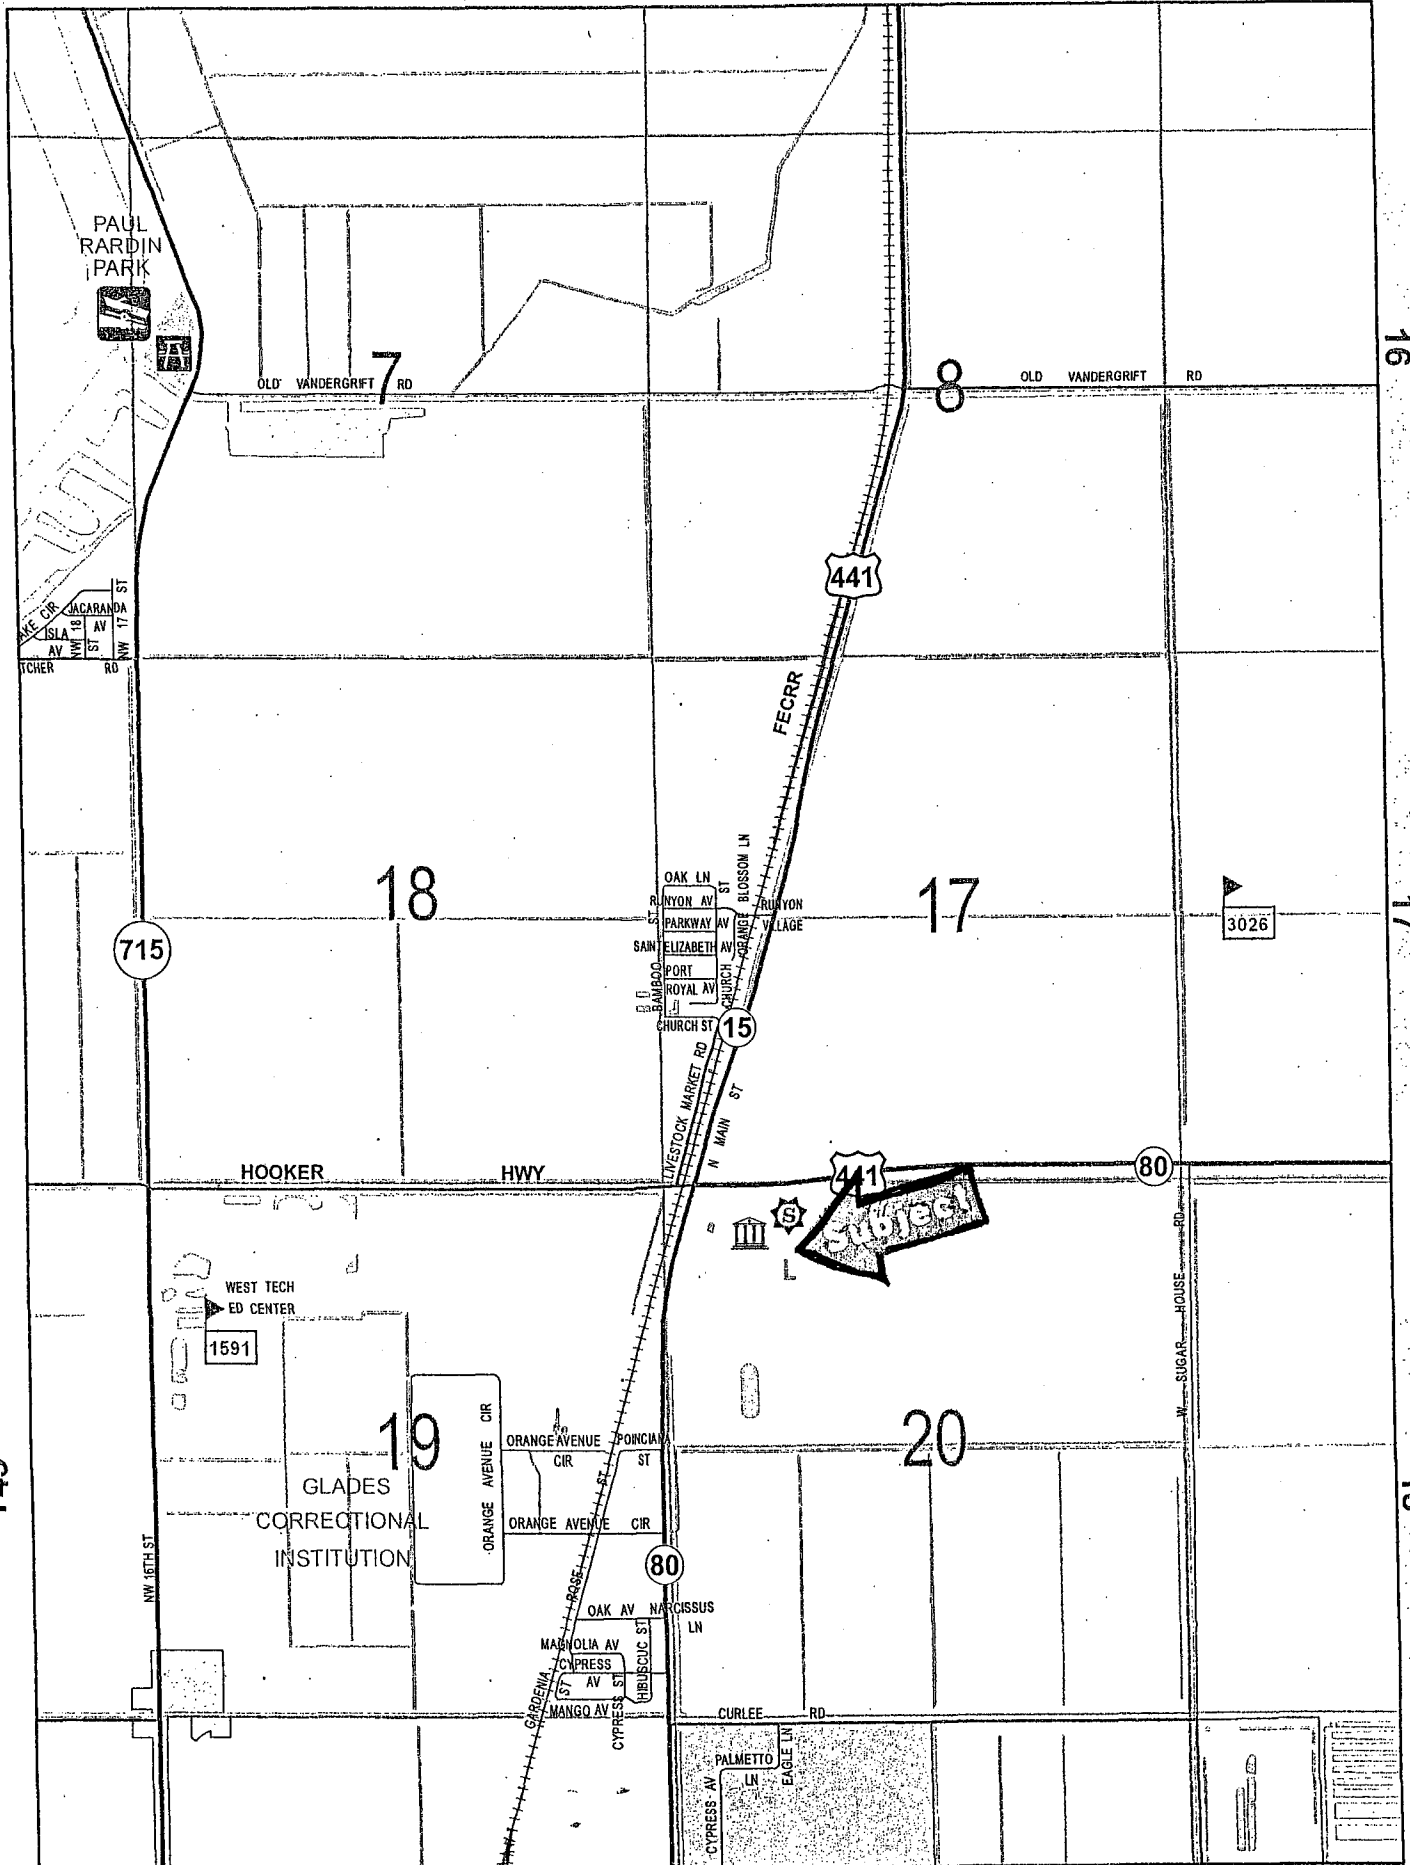 PAUL
RARDIN
PARK
16
7
8
OLD VANDERGRIFT RD
OLD VANDERGRIFT RD
441
AKE CIR
JACARANDA
AV
ISLA
AV
NW 18
ST
NW 17 ST
TCHER RD
FECRR
18
17
17
715
OAK LN
ST
ORANGE BLOSSOM LN
RUNYON AV
RUNYON
VILLAGE
ST
PARKWAY AV
SAINT ELIZABETH AV
BAMBOO
PORT
ROYAL AV
CHURCH
CHURCH ST
15
3026
LIVESTOCK MARKET RD
N MAIN ST
HOOKER HWY
441
80
S
Subject
L
WEST TECH
ED CENTER
1591
W SUGAR HOUSE RD
19
20
ORANGE AVENUE CIR
ORANGE AVENUE
CIR
POINCIANA
ST
ORANGE AVENUE CIR
GLADES
CORRECTIONAL
INSTITUTION
NW 16TH ST
80
ROSE ST
OAK AV
NARCISSUS
LN
MAGNOLIA AV
CYPRESS
AV
ST
HIBUSCUC ST
CYPRESS ST
MANGO AV
GARDENIA
CURLEE RD
PALMETTO
LN
EAGLE LN
CYPRESS AV